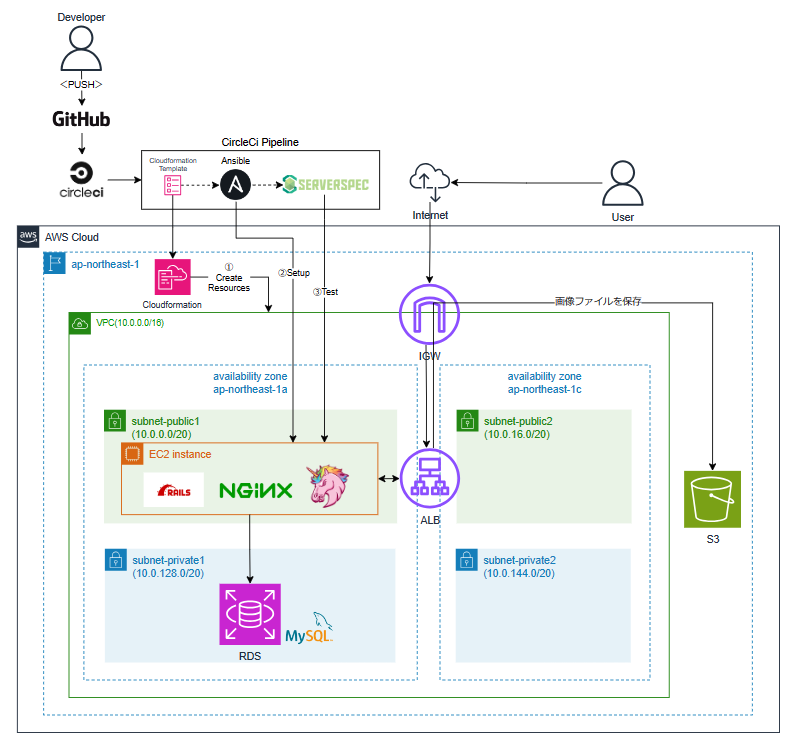 Developer
<PUSH>
GitHub
circleci
CircleCi Pipeline
Cloudformation
Template
Ansible
A
SERVERSPEC
Internet
User
aws
AWS Cloud
ap-northeast-1
Cloudformation
①
Create
Resources
②Setup
③Test
IGW
画像ファイルを保存
VPC(10.0.0.0/16)
availability zone
ap-northeast-1a
availability zone
ap-northeast-1c
subnet-public1
(10.0.0.0/20)
subnet-public2
(10.0.16.0/20)
EC2 instance
RAILS
NGINX
ALB
S3
subnet-private1
(10.0.128.0/20)
subnet-private2
(10.0.144.0/20)
MySQL
RDS